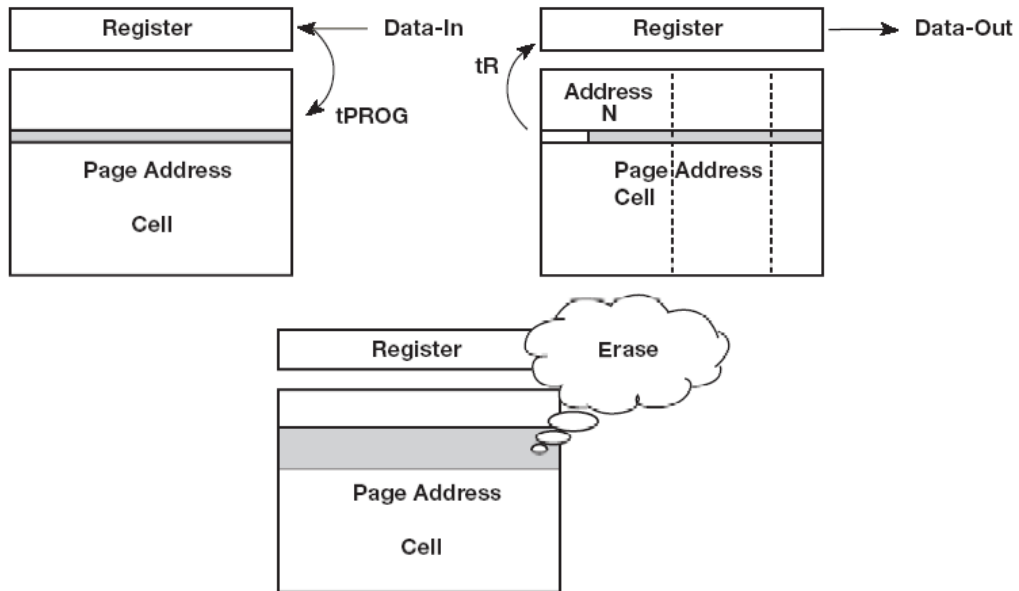 Register
Data-In
tPROG
Page Address
Cell
Register
Data-Out
tR
Address
N
Page Address
Cell
Register
Erase
Page Address
Cell